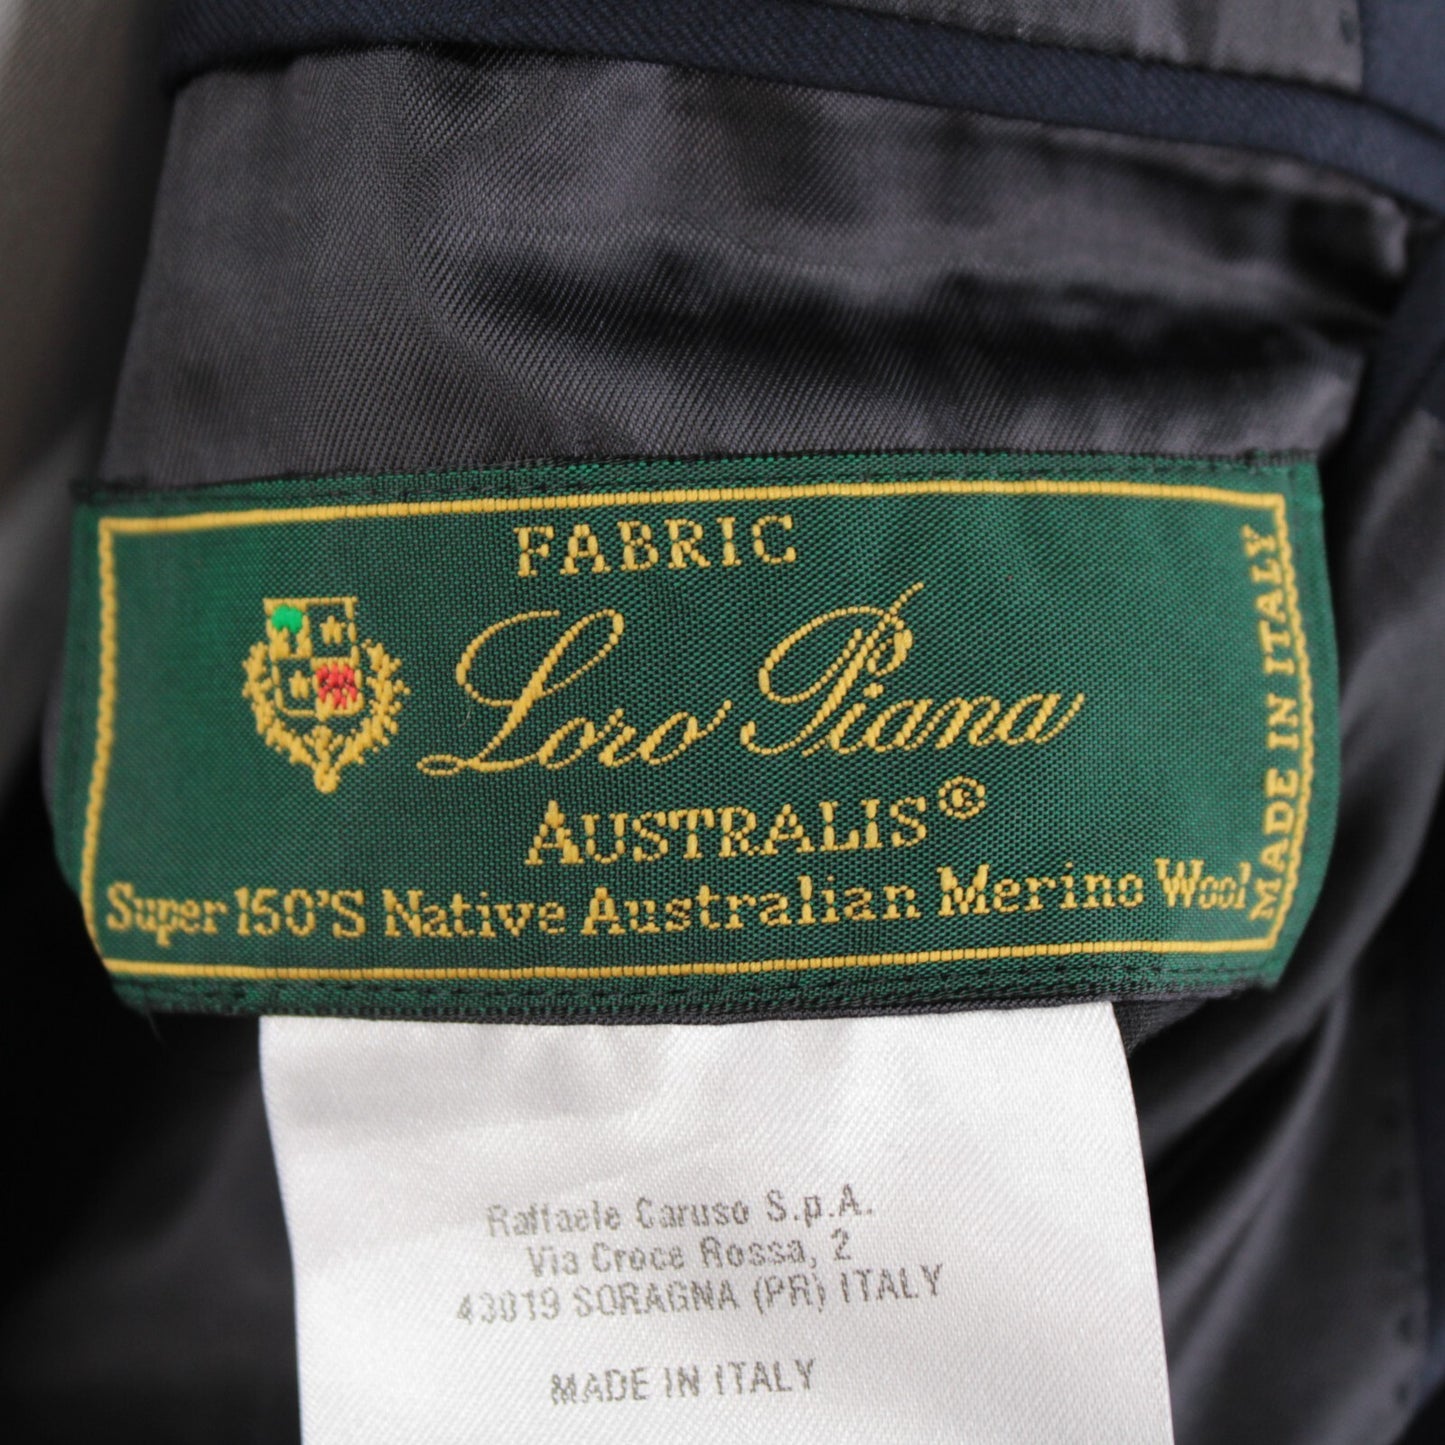 FABRIC
Loro Piana
AUSTRALIS®
Super 150'S Native Australian Merino Wool
MADE IN ITALY
Raffaele Caruso S.p.A.
Via Croce Rossa, 2
43019 SORAGNA (PR) ITALY
MADE IN ITALY